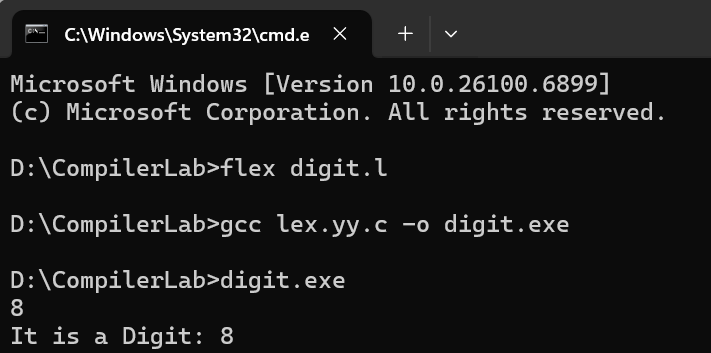 C:\Windows\System32\cmd.e
Microsoft Windows [Version 10.0.26100.6899]
(c) Microsoft Corporation. All rights reserved.
D:\CompilerLab>flex digit.l
D:\CompilerLab>gcc lex.yy.c -o digit.exe
D:\CompilerLab>digit.exe
8
It is a Digit: 8